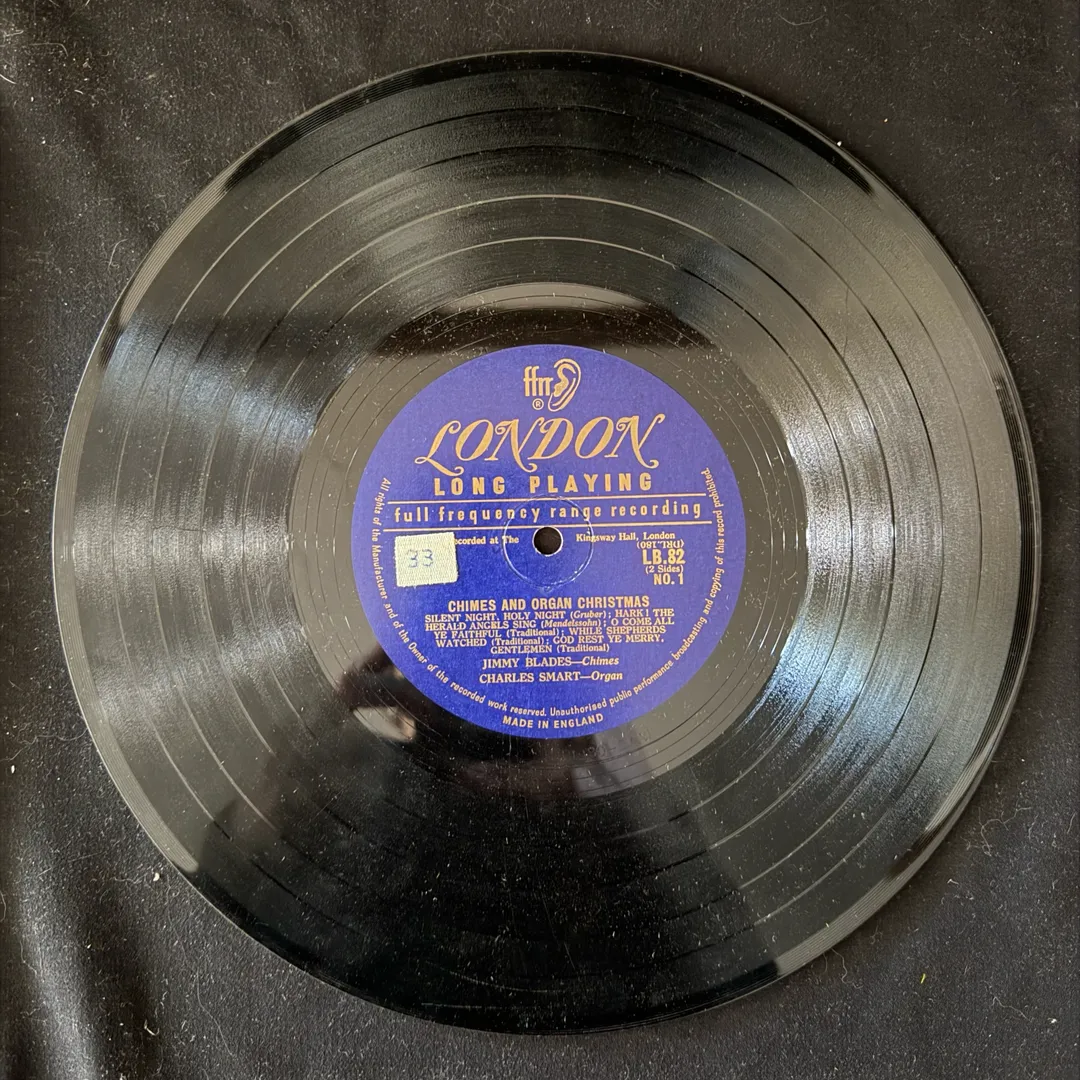 ffrr
®
LONDON
LONG PLAYING
full frequency range recording
ecorded at The Kingsway Hall, London
(DRL.180)
LB.82
(2 Sides)
NO. 1
33
CHIMES AND ORGAN CHRISTMAS
SILENT NIGHT, HOLY NIGHT (Gruber); HARK! THE
HERALD ANGELS SING (Mendelssohn); O COME ALL
YE FAITHFUL (Traditional); WHILE SHEPHERDS
WATCHED (Traditional); GOD REST YE MERRY,
GENTLEMEN (Traditional)
JIMMY BLADES—Chimes
CHARLES SMART—Organ
All rights of the Manufacturer and of the Owner of the recorded work reserved. Unauthorised public performance broadcasting and copying of this record prohibited.
MADE IN ENGLAND